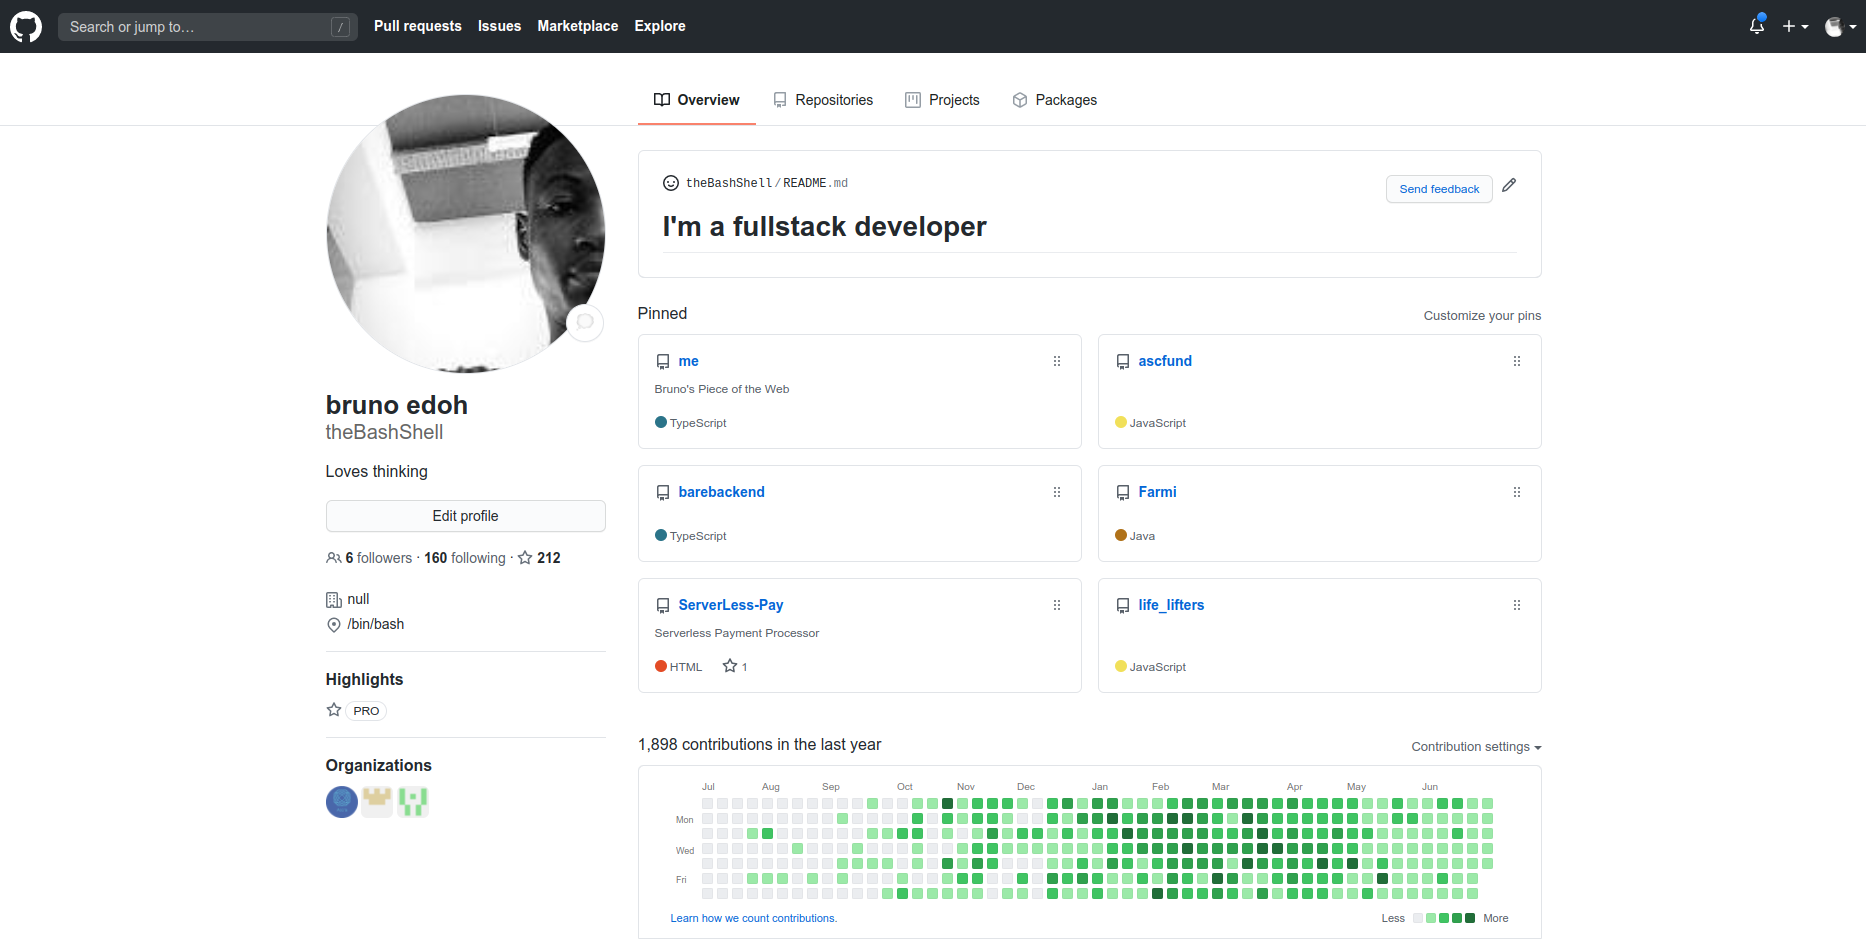 Search or jump to…
/
Pull requests
Issues
Marketplace
Explore
Overview
Repositories
Projects
Packages
bruno edoh
theBashShell
Loves thinking
Edit profile
6 followers · 160 following · 212
null
/bin/bash
Highlights
PRO
Organizations
theBashShell/README.md
Send feedback
I'm a fullstack developer
Pinned
Customize your pins
me
Bruno's Piece of the Web
TypeScript
ascfund
JavaScript
barebackend
TypeScript
Farmi
Java
ServerLess-Pay
Serverless Payment Processor
HTML 1
life_lifters
JavaScript
1,898 contributions in the last year
Contribution settings
Jul Aug Sep Oct Nov Dec Jan Feb Mar Apr May Jun
Mon
Wed
Fri
Learn how we count contributions.
Less More